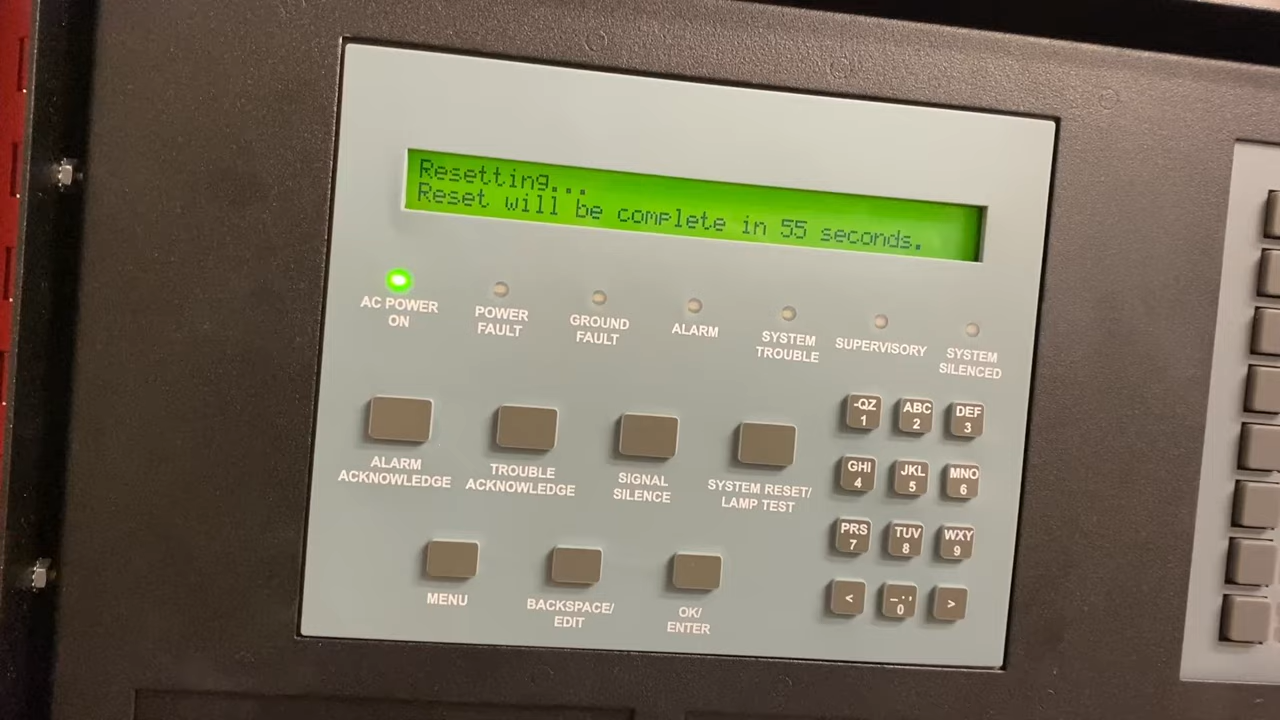 Resetting...
Reset will be complete in 55 seconds.
AC POWER
ON
POWER
FAULT
GROUND
FAULT
ALARM
SYSTEM
TROUBLE
SUPERVISORY
SYSTEM
SILENCED
ALARM
ACKNOWLEDGE
TROUBLE
ACKNOWLEDGE
SIGNAL
SILENCE
SYSTEM RESET/
LAMP TEST
-QZ
1
ABC
2
DEF
3
GHI
4
JKL
5
MNO
6
PRS
7
TUV
8
WXY
9
<
_.,
0
>
MENU
BACKSPACE/
EDIT
OK/
ENTER